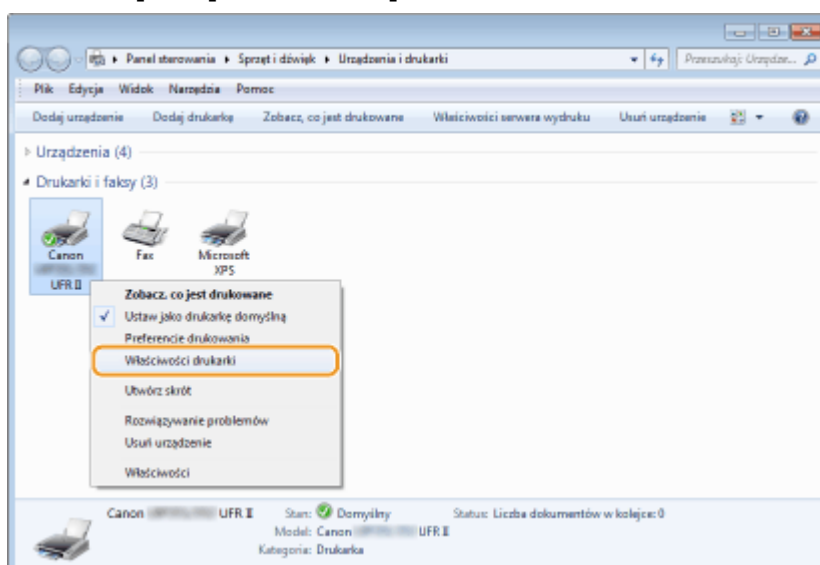 Panel sterowania ▸ Sprzęt i dźwięk ▸ Urządzenia i drukarki
Przeszukaj: Urządze...
Plik Edycja Widok Narzędzia Pomoc
Dodaj urządzenie Dodaj drukarkę Zobacz, co jest drukowane Właściwości serwera wydruku Usuń urządzenie
Urządzenia (4)
Drukarki i faksy (3)
Canon
UFR II
Fax
Microsoft
XPS
Zobacz, co jest drukowane
Ustaw jako drukarkę domyślną
Preferencje drukowania
Właściwości drukarki
Utwórz skrót
Rozwiązywanie problemów
Usuń urządzenie
Właściwości
Canon UFR II Stan: Domyślny Status: Liczba dokumentów w kolejce: 0
Model: Canon UFR II
Kategoria: Drukarka